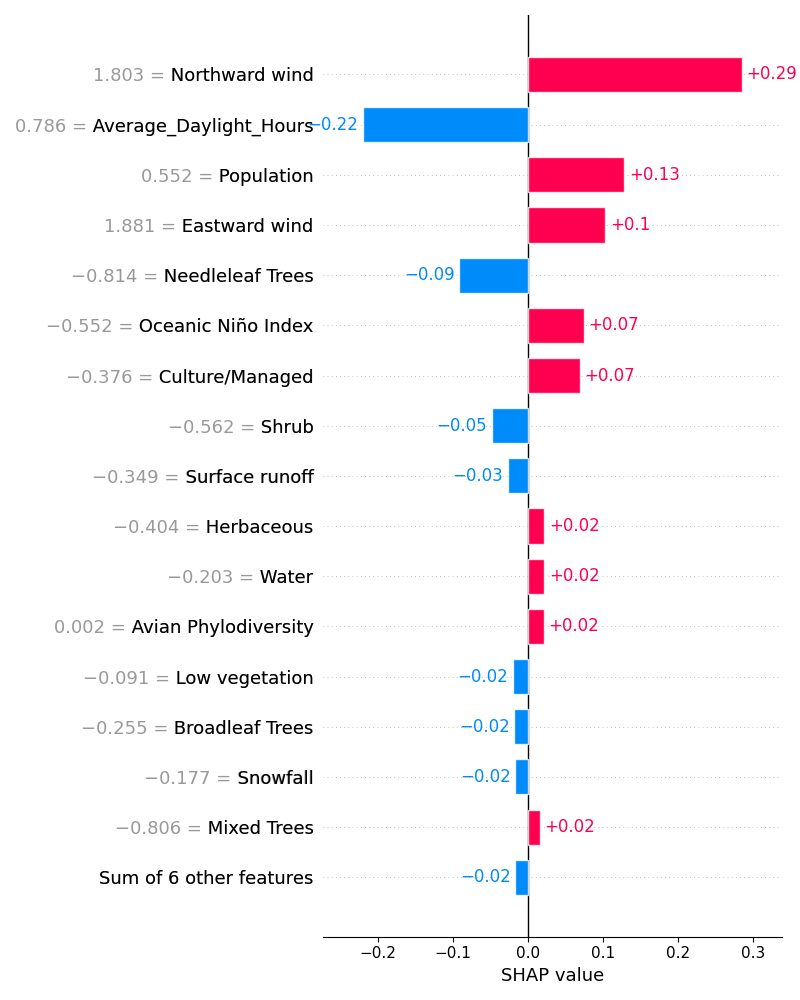 1.803 = Northward wind +0.29
0.786 = Average_Daylight_Hours −0.22
0.552 = Population +0.13
1.881 = Eastward wind +0.1
−0.814 = Needleleaf Trees −0.09
−0.552 = Oceanic Niño Index +0.07
−0.376 = Culture/Managed +0.07
−0.562 = Shrub −0.05
−0.349 = Surface runoff −0.03
−0.404 = Herbaceous +0.02
−0.203 = Water +0.02
0.002 = Avian Phylodiversity +0.02
−0.091 = Low vegetation −0.02
−0.255 = Broadleaf Trees −0.02
−0.177 = Snowfall −0.02
−0.806 = Mixed Trees +0.02
Sum of 6 other features −0.02
−0.2 −0.1 0.0 0.1 0.2 0.3
SHAP value